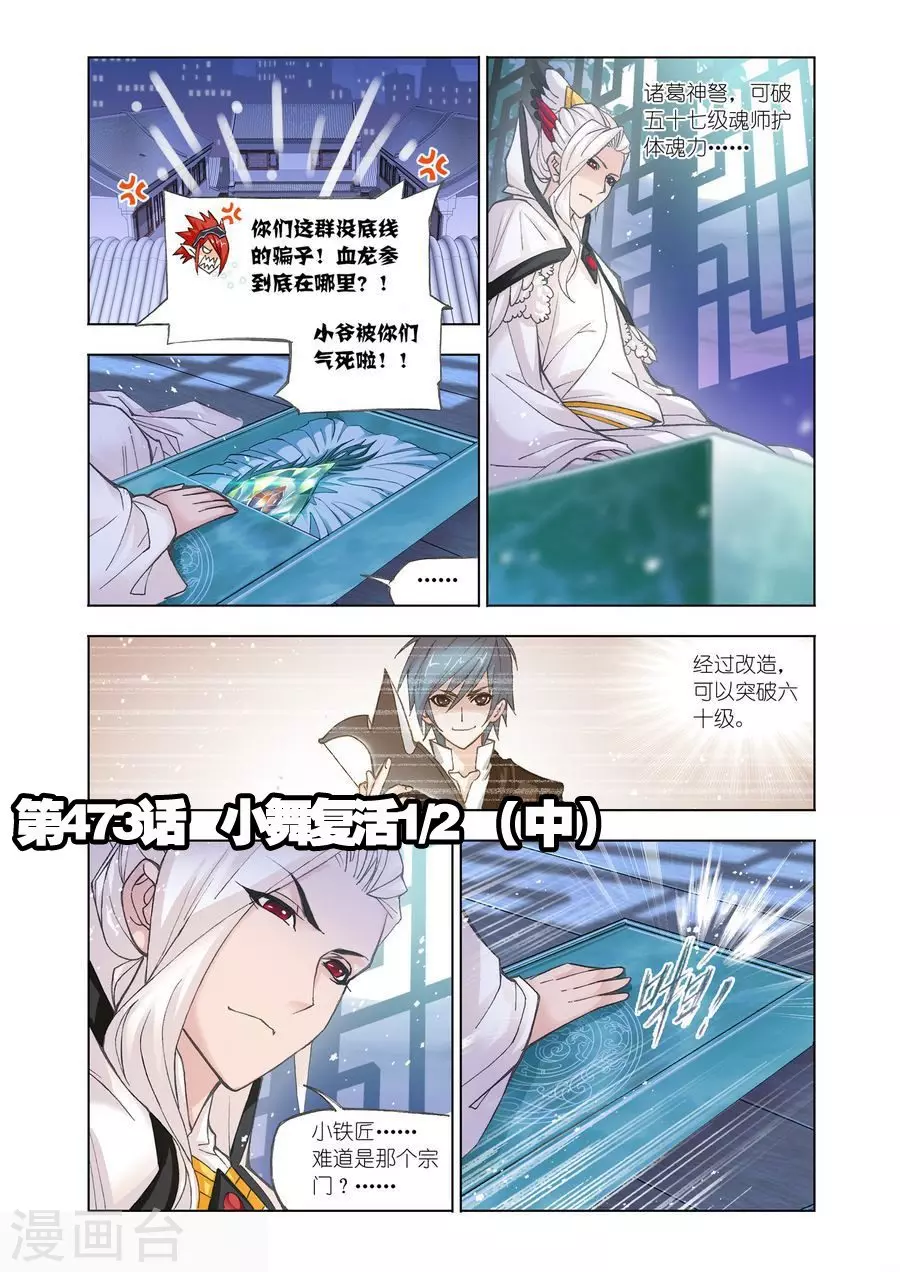 你们这群没底线
的骗子！血龙参
到底在哪里？！
小谷被你们
气死啦！！
诸葛神弩，可破
五十七级魂师护
体魂力……
……
经过改造，
可以突破六
十级。
第473话 小舞复活1/2（中）
小铁匠……
难道是那个宗
门？……
漫画台